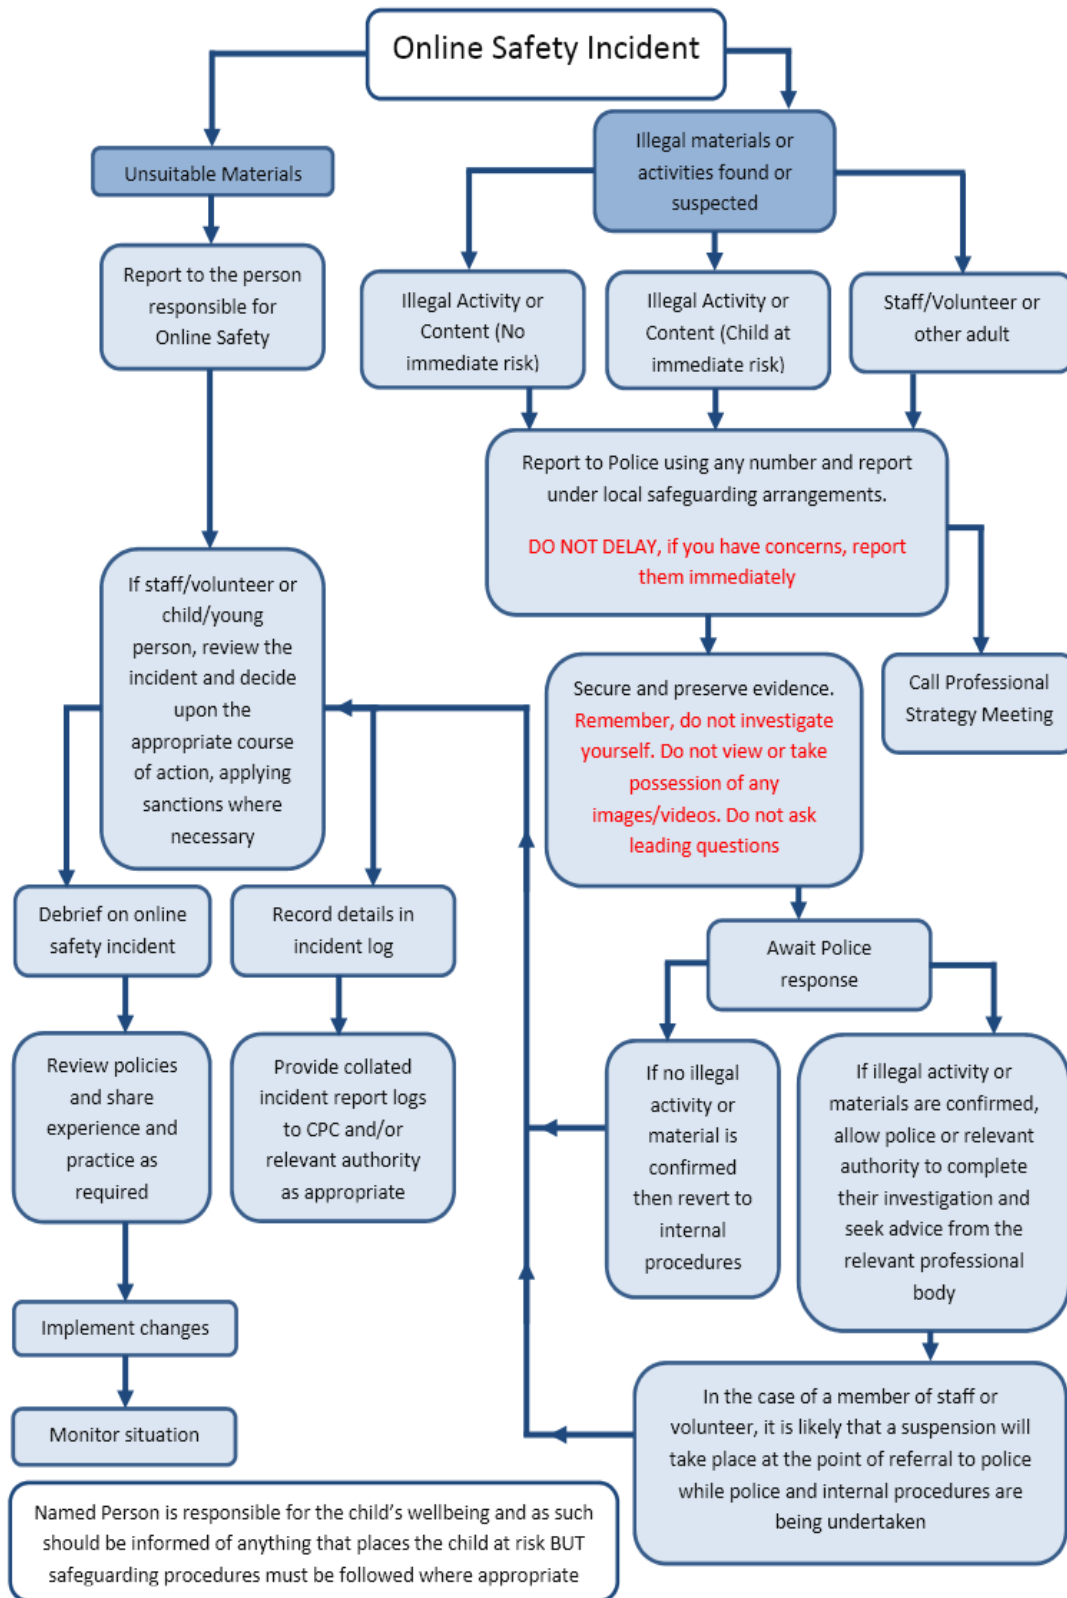 Online Safety Incident
Unsuitable Materials
Illegal materials or
activities found or
suspected
Report to the person
responsible for
Online Safety
Illegal Activity or
Content (No
immediate risk)
Illegal Activity or
Content (Child at
immediate risk)
Staff/Volunteer or
other adult
Report to Police using any number and report
under local safeguarding arrangements.
DO NOT DELAY, if you have concerns, report
them immediately
If staff/volunteer or
child/young
person, review the
incident and decide
upon the
appropriate course
of action, applying
sanctions where
necessary
Secure and preserve evidence.
Remember, do not investigate
yourself. Do not view or take
possession of any
images/videos. Do not ask
leading questions
Call Professional
Strategy Meeting
Debrief on online
safety incident
Record details in
incident log
Await Police
response
Review policies
and share
experience and
practice as
required
Provide collated
incident report logs
to CPC and/or
relevant authority
as appropriate
If no illegal
activity or
material is
confirmed
then revert to
internal
procedures
If illegal activity or
materials are confirmed,
allow police or relevant
authority to complete
their investigation and
seek advice from the
relevant professional
body
Implement changes
Monitor situation
In the case of a member of staff or
volunteer, it is likely that a suspension will
take place at the point of referral to police
while police and internal procedures are
being undertaken
Named Person is responsible for the child's wellbeing and as such
should be informed of anything that places the child at risk BUT
safeguarding procedures must be followed where appropriate